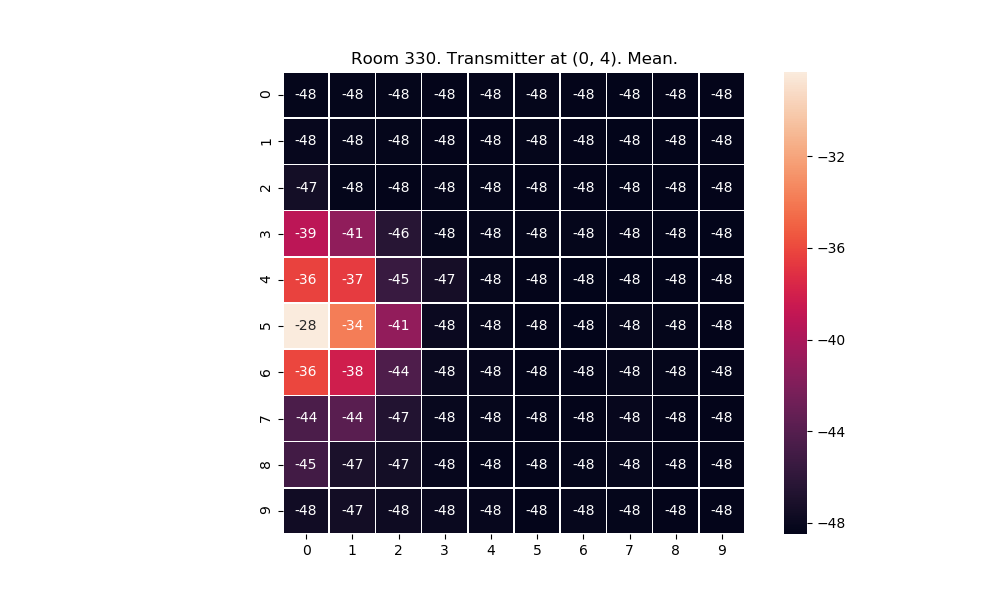 Room 330. Transmitter at (0, 4). Mean.
0 -48 -48 -48 -48 -48 -48 -48 -48 -48 -48
1 -48 -48 -48 -48 -48 -48 -48 -48 -48 -48
2 -47 -48 -48 -48 -48 -48 -48 -48 -48 -48
3 -39 -41 -46 -48 -48 -48 -48 -48 -48 -48
4 -36 -37 -45 -47 -48 -48 -48 -48 -48 -48
5 -28 -34 -41 -48 -48 -48 -48 -48 -48 -48
6 -36 -38 -44 -48 -48 -48 -48 -48 -48 -48
7 -44 -44 -47 -48 -48 -48 -48 -48 -48 -48
8 -45 -47 -47 -48 -48 -48 -48 -48 -48 -48
9 -48 -47 -48 -48 -48 -48 -48 -48 -48 -48
0 1 2 3 4 5 6 7 8 9
−32
−36
−40
−44
−48